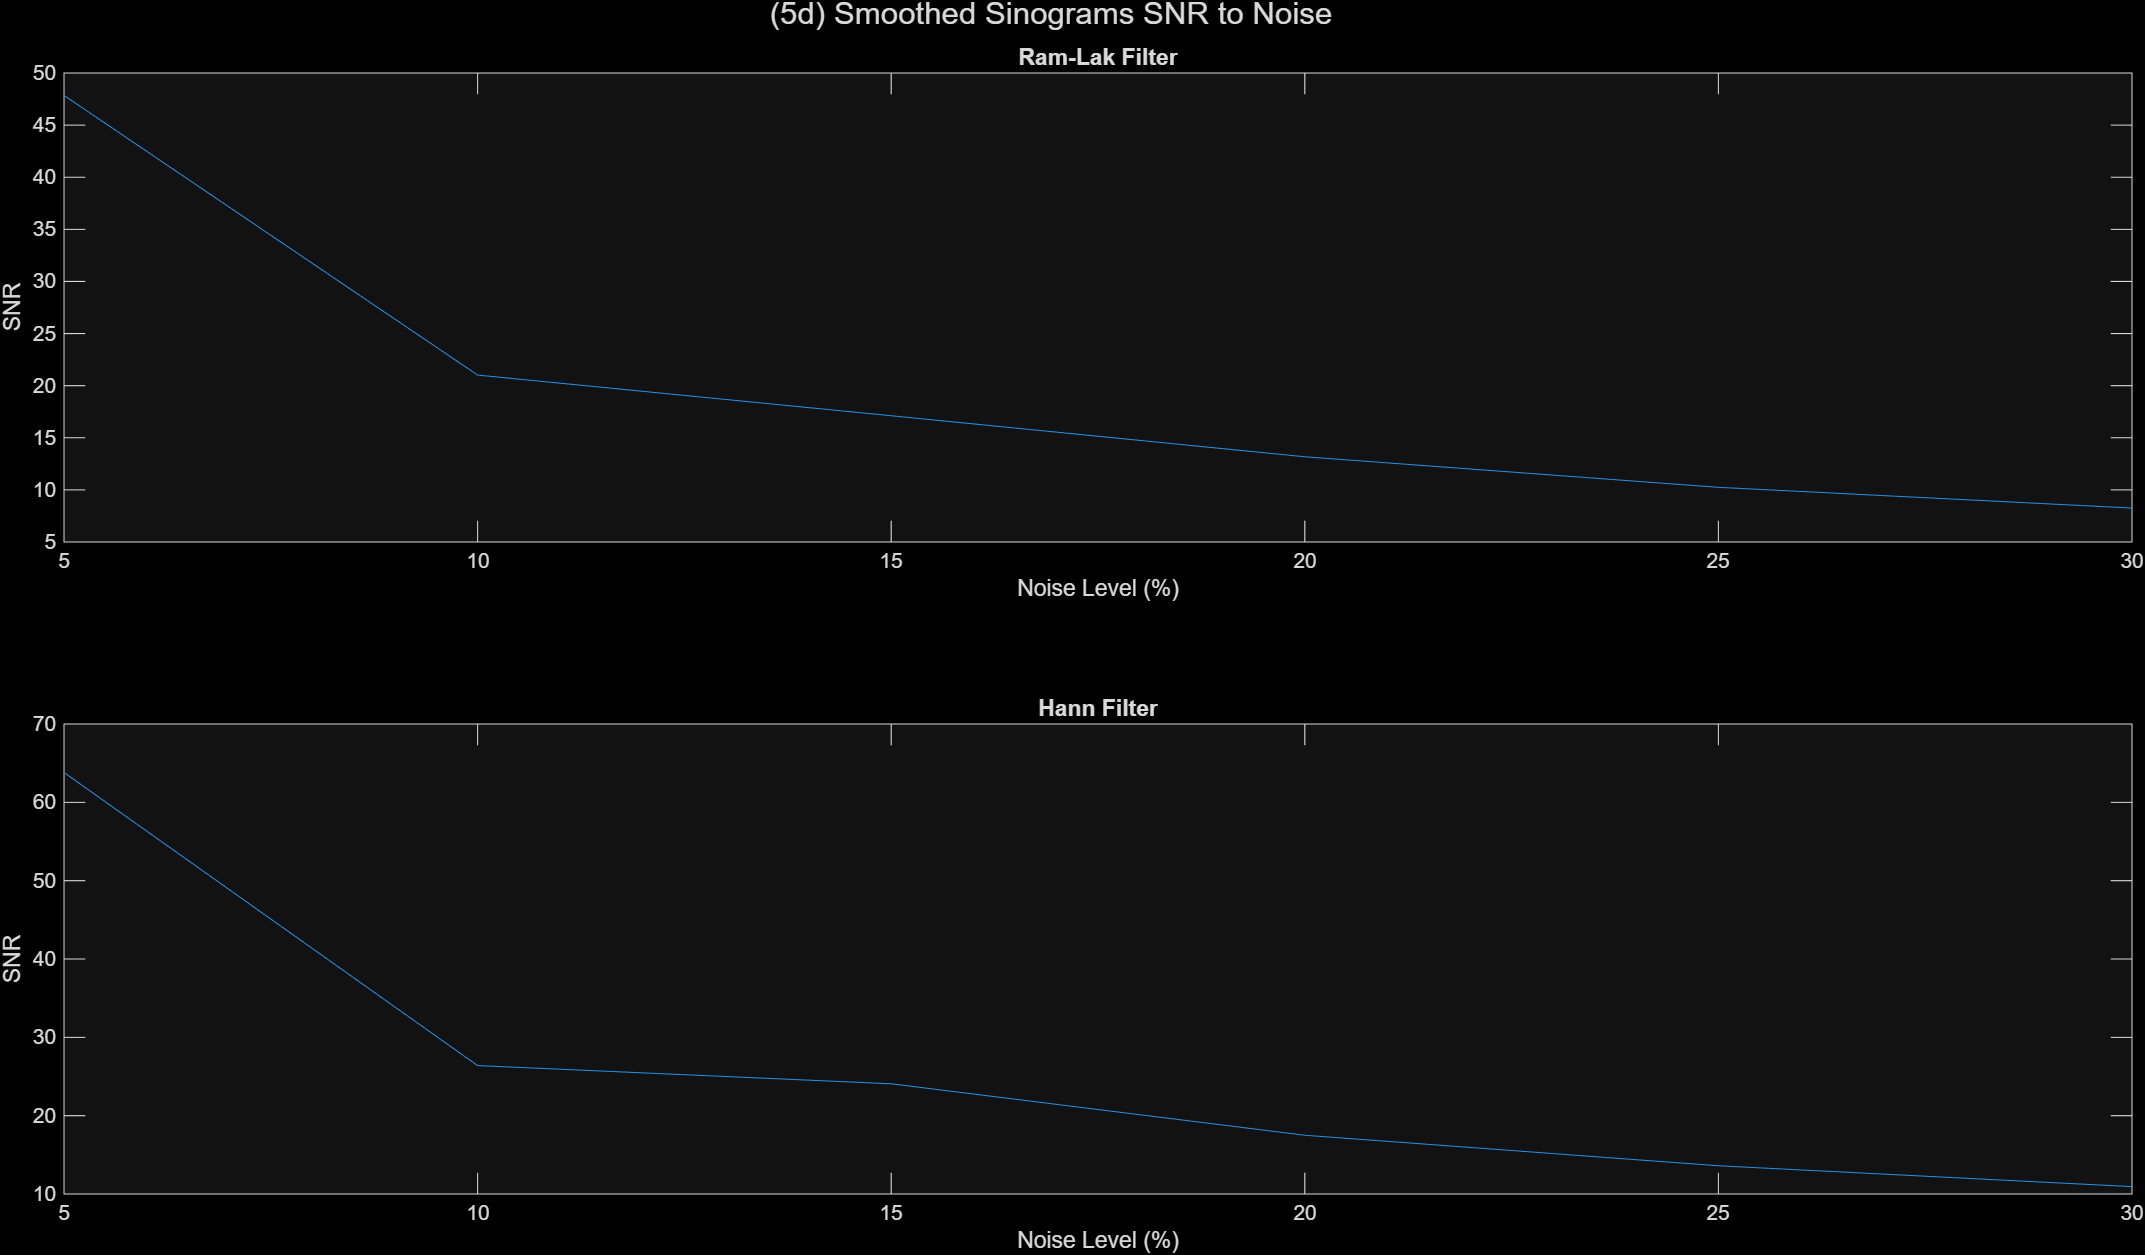 (5d) Smoothed Sinograms SNR to Noise
Ram-Lak Filter
50
45
40
35
30
25
20
15
10
5
SNR
5 10 15 20 25 30
Noise Level (%)
Hann Filter
70
60
50
40
30
20
10
SNR
5 10 15 20 25 30
Noise Level (%)